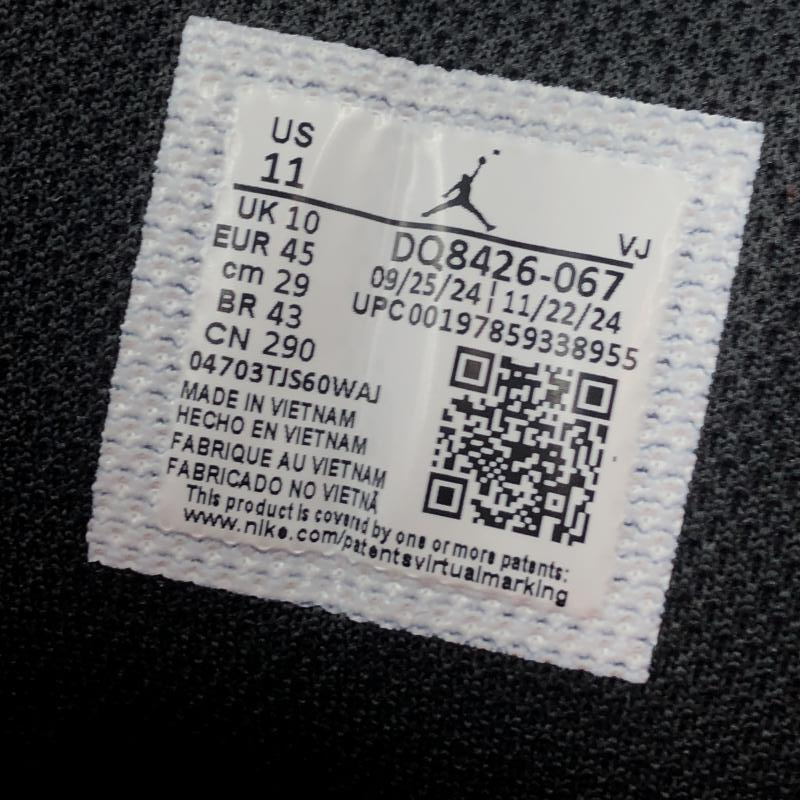 US
11
UK 10
EUR 45
cm 29
BR 43
CN 290
04703TJS60WAJ
MADE IN VIETNAM
HECHO EN VIETNAM
FABRIQUE AU VIETNAM
FABRICADO NO VIETNÃ
VJ
DQ8426-067
09/25/24 | 11/22/24
UPC 00197859338955
This product is covered by one or more patents:
www.nike.com/patentsvirtualmarking